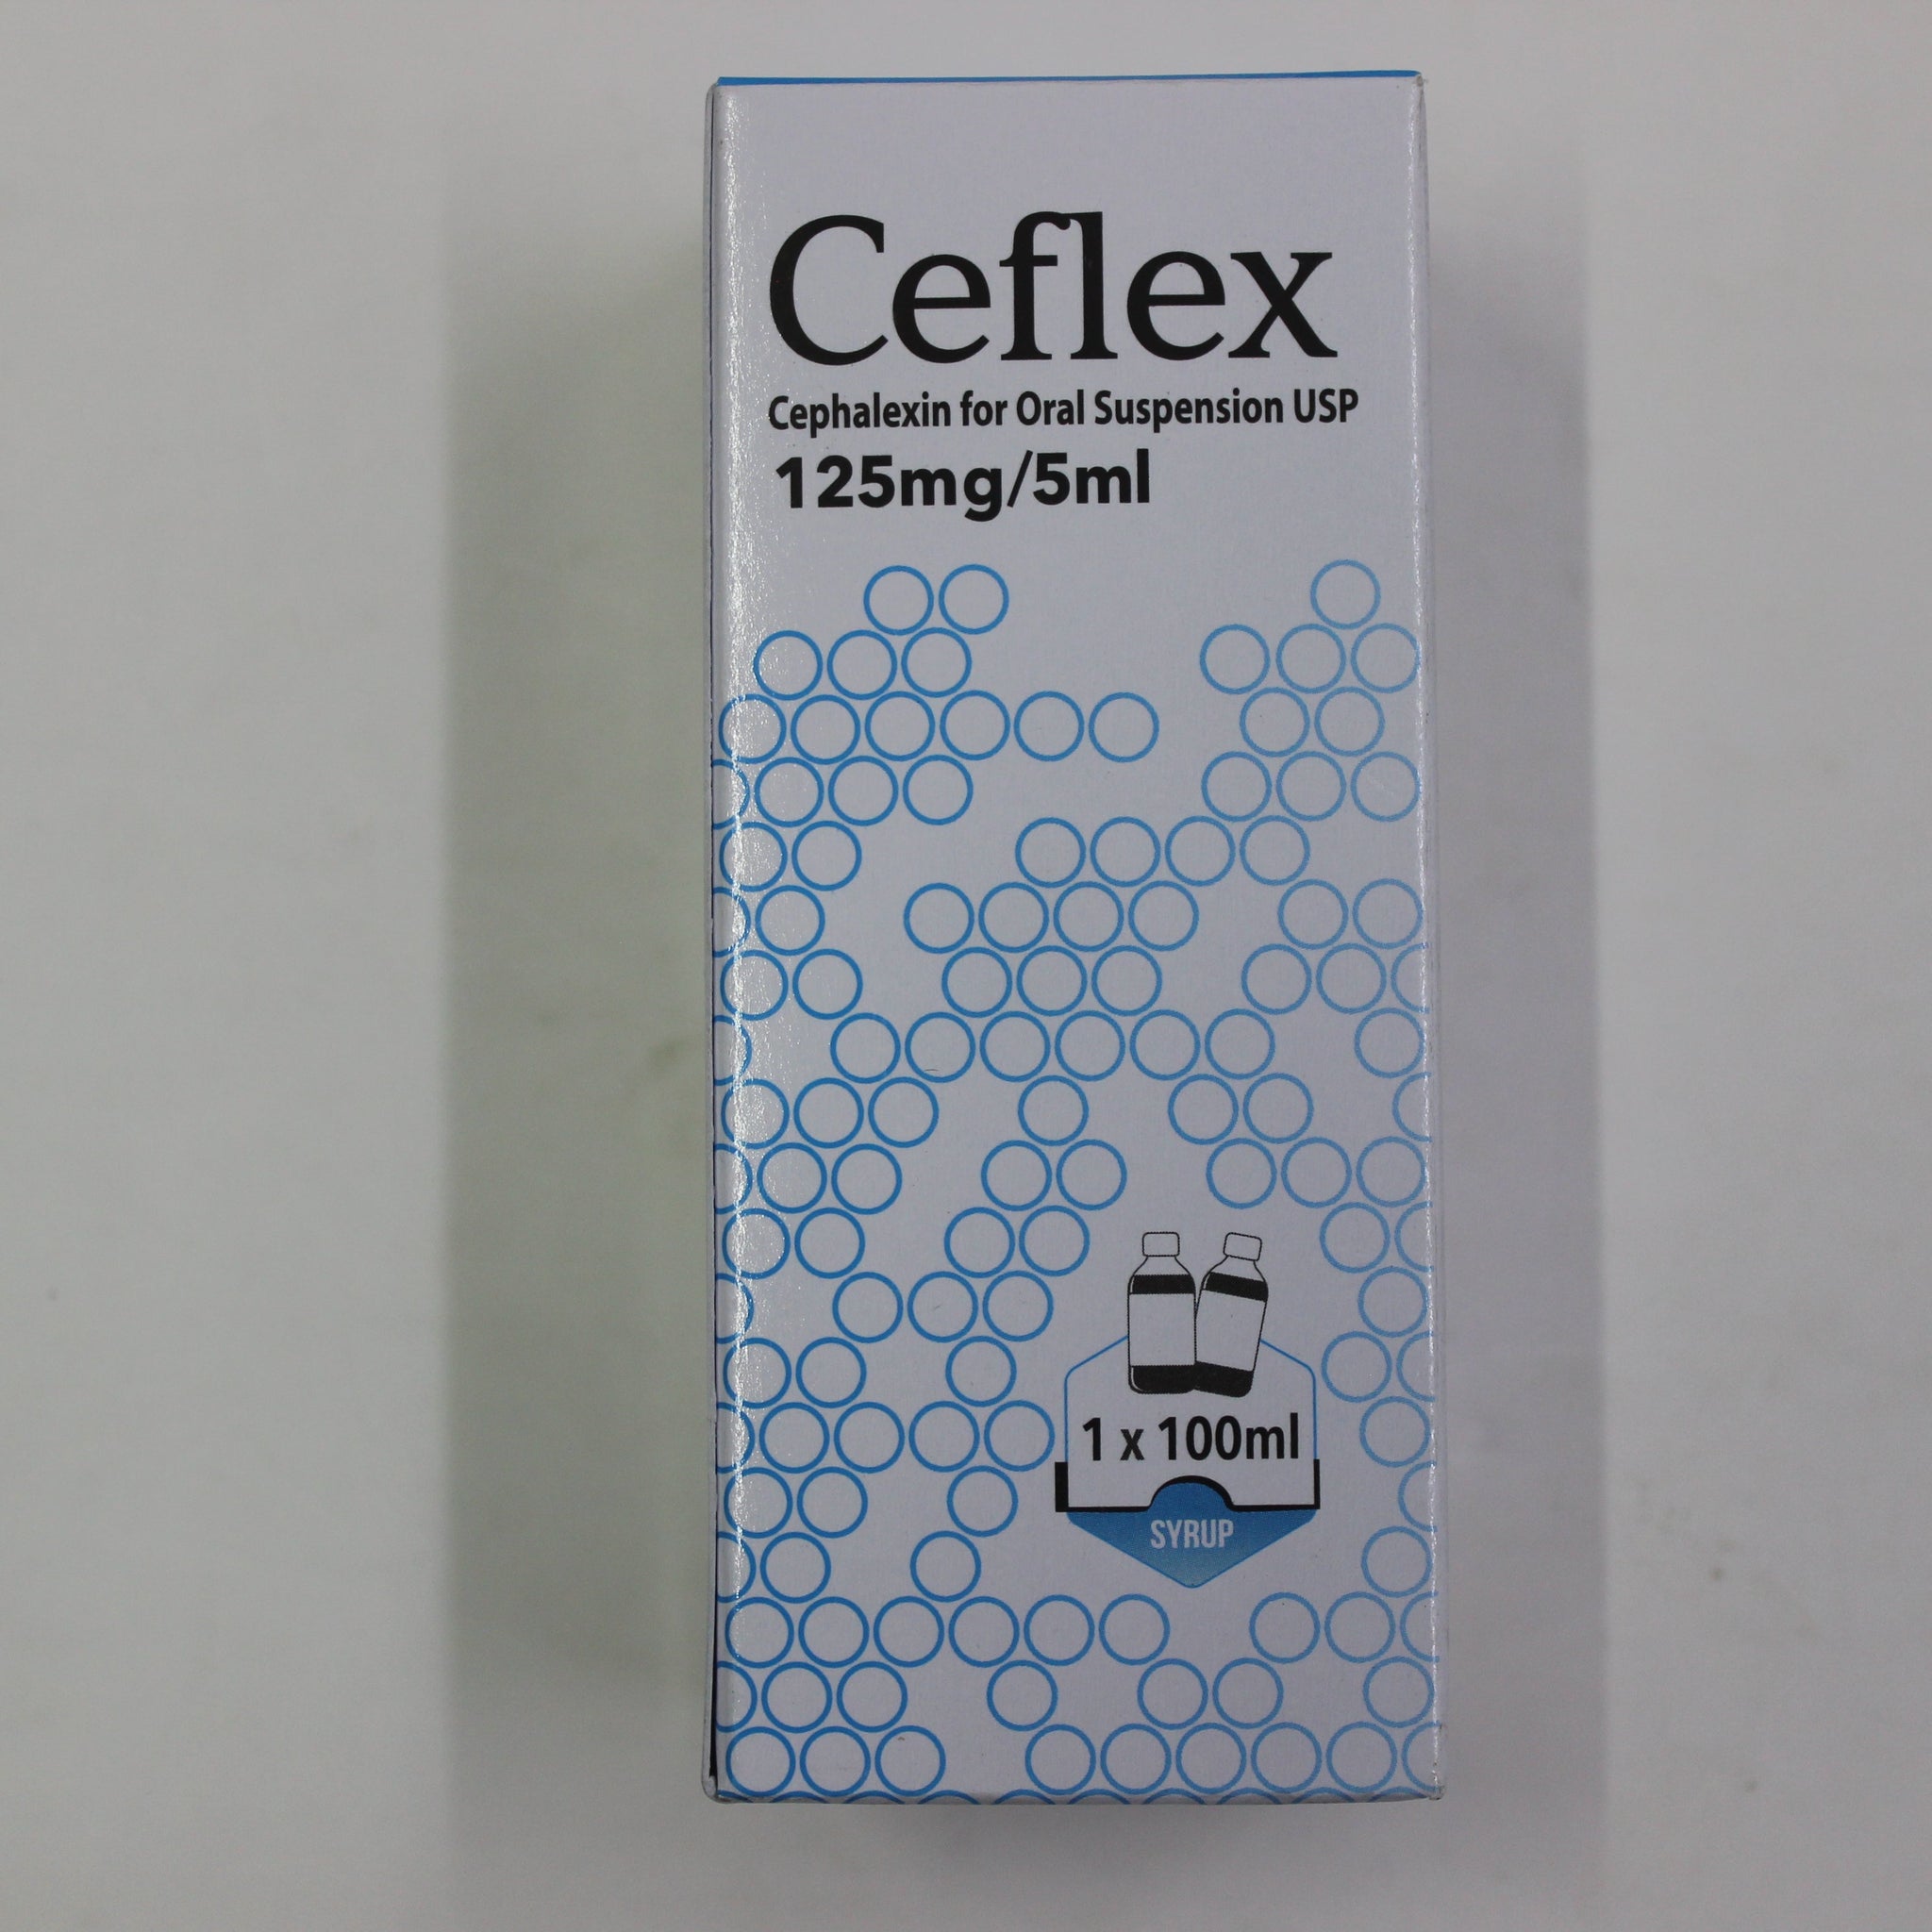 Ceflex
Cephalexin for Oral Suspension USP
125mg/5ml
1 x 100ml
SYRUP